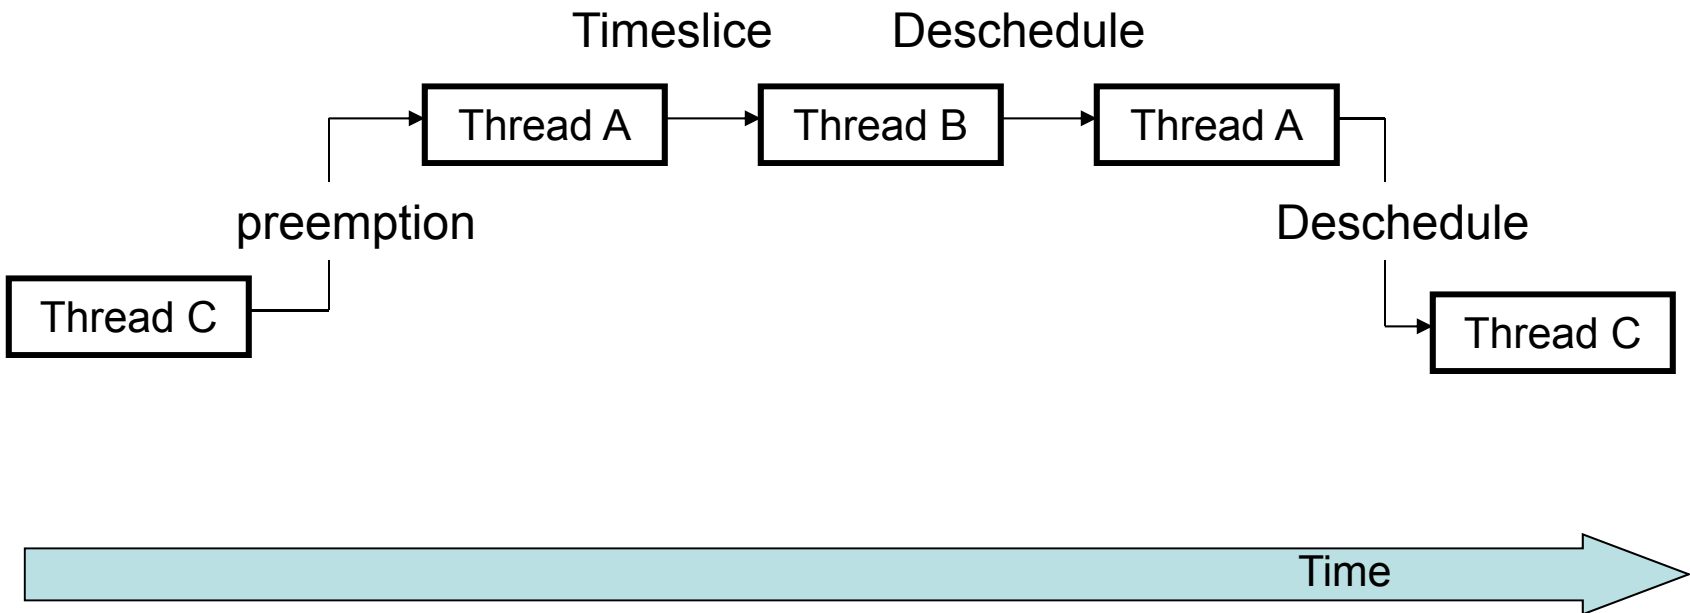 Timeslice
Deschedule
Thread A
Thread B
Thread A
preemption
Deschedule
Thread C
Thread C
Time